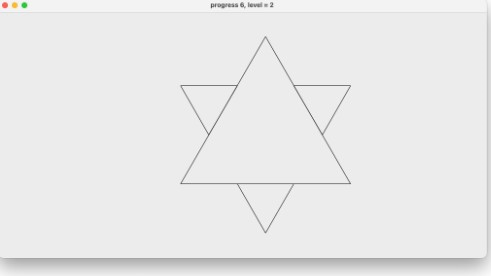 progress 6, level = 2